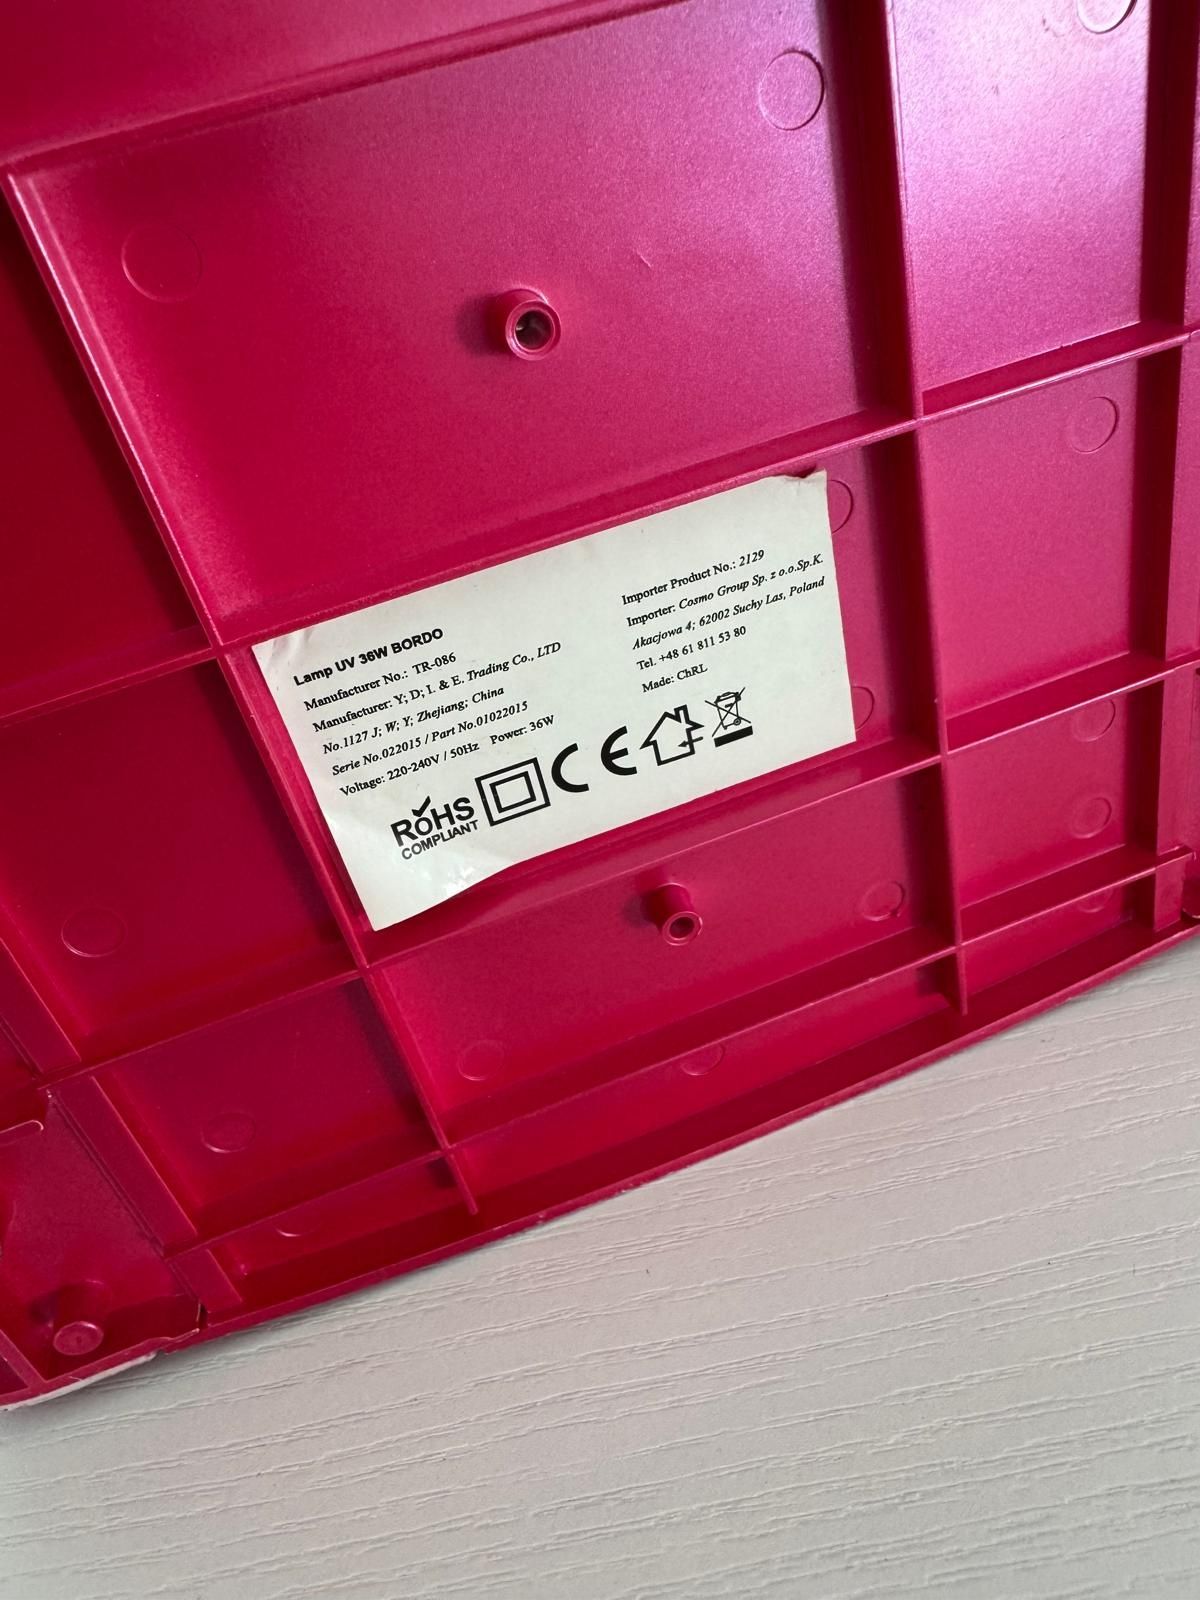 Lamp UV 36W BORDO
Manufacturer No.: TR-086
Manufacturer: Y; D; I. & E. Trading Co., LTD
No.1127 J; W; Y; Zhejiang; China
Serie No.022015 / Part No.01022015
Voltage: 220-240V / 50Hz Power: 36W
Importer Product No.: 2129
Importer: Cosmo Group Sp. z o.o.Sp.K.
Akacjowa 4; 62002 Suchy Las, Poland
Tel. +48 61 811 53 80
Made: ChRL
RoHS
COMPLIANT
CE